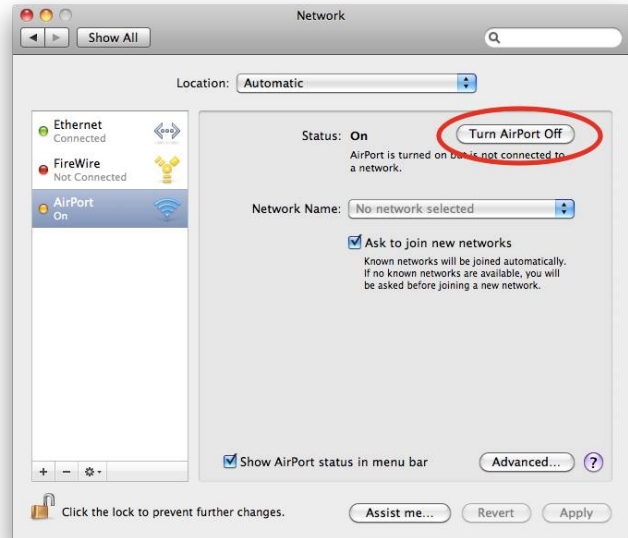 Network
Show All
Location: Automatic
Ethernet
Connected
FireWire
Not Connected
AirPort
On
Status: On
Turn AirPort Off
AirPort is turned on but is not connected to
a network.
Network Name: No network selected
Ask to join new networks
Known networks will be joined automatically.
If no known networks are available, you will
be asked before joining a new network.
Show AirPort status in menu bar
Advanced...
?
Click the lock to prevent further changes.
Assist me...
Revert
Apply